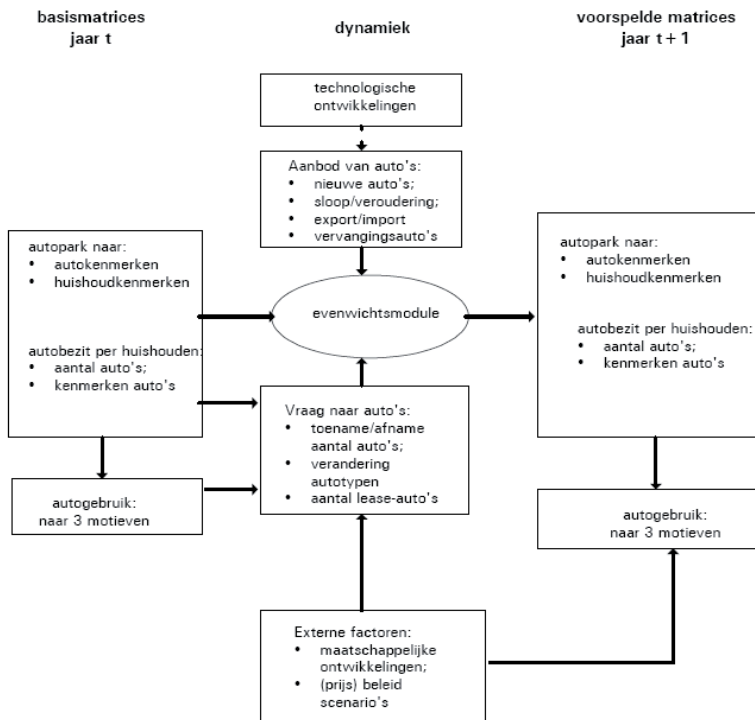 basismatrices
jaar t
dynamiek
voorspelde matrices
jaar t + 1
technologische
ontwikkelingen
Aanbod van auto's:
• nieuwe auto's;
• sloop/veroudering;
• export/import
• vervangingsauto's
autopark naar:
• autokenmerken
• huishoudkenmerken
autobezit per huishouden:
• aantal auto's;
• kenmerken auto's
evenwichtsmodule
autopark naar:
• autokenmerken
• huishoudkenmerken
autobezit per huishouden:
• aantal auto's;
• kenmerken auto's
Vraag naar auto's:
• toename/afname
aantal auto's;
• verandering
autotypen
• aantal lease-auto's
autogebruik:
naar 3 motieven
autogebruik:
naar 3 motieven
Externe factoren:
• maatschappelijke
ontwikkelingen;
• (prijs) beleid
scenario's